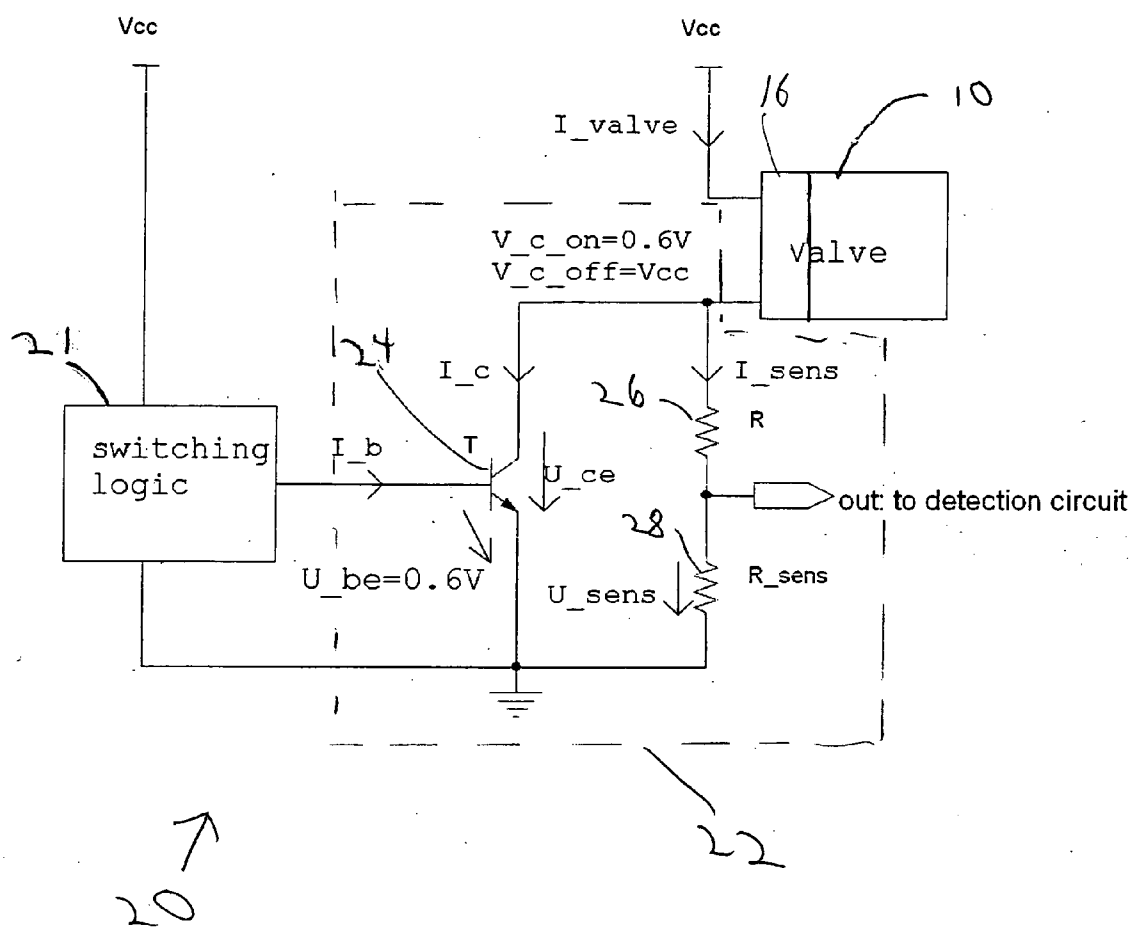 Vcc
Vcc
16
10
I_valve
V_c_on=0.6V
V_c_off=Vcc
Valve
21
24
I_c
I_sens
26
R
switching
logic
I_b
T
U_ce
out: to detection circuit
28
U_be=0.6V
U_sens
R_sens
22
20